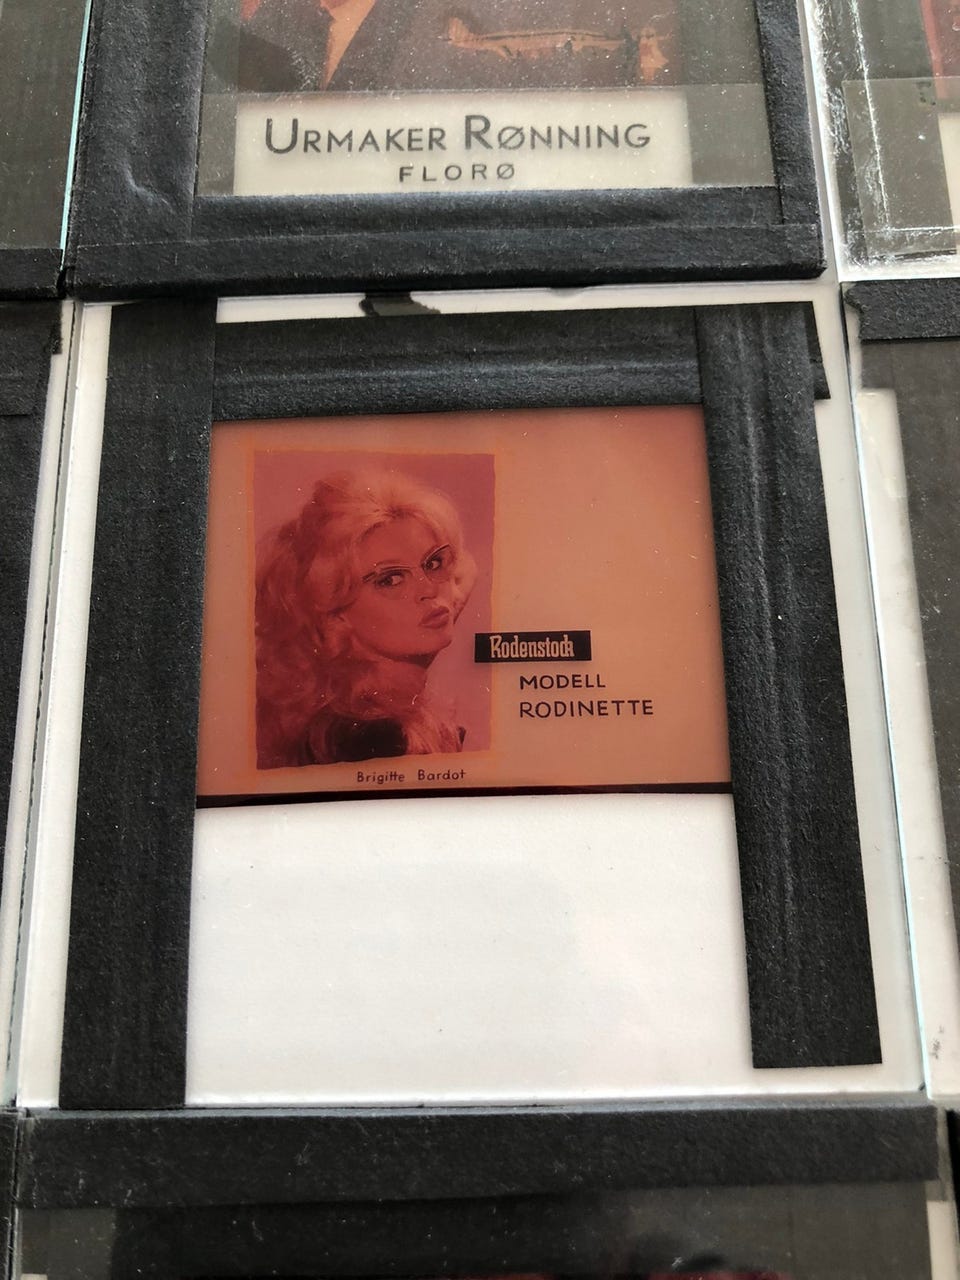 URMAKER RØNNING
FLORØ
Rodenstock
MODELL
RODINETTE
Brigitte Bardot